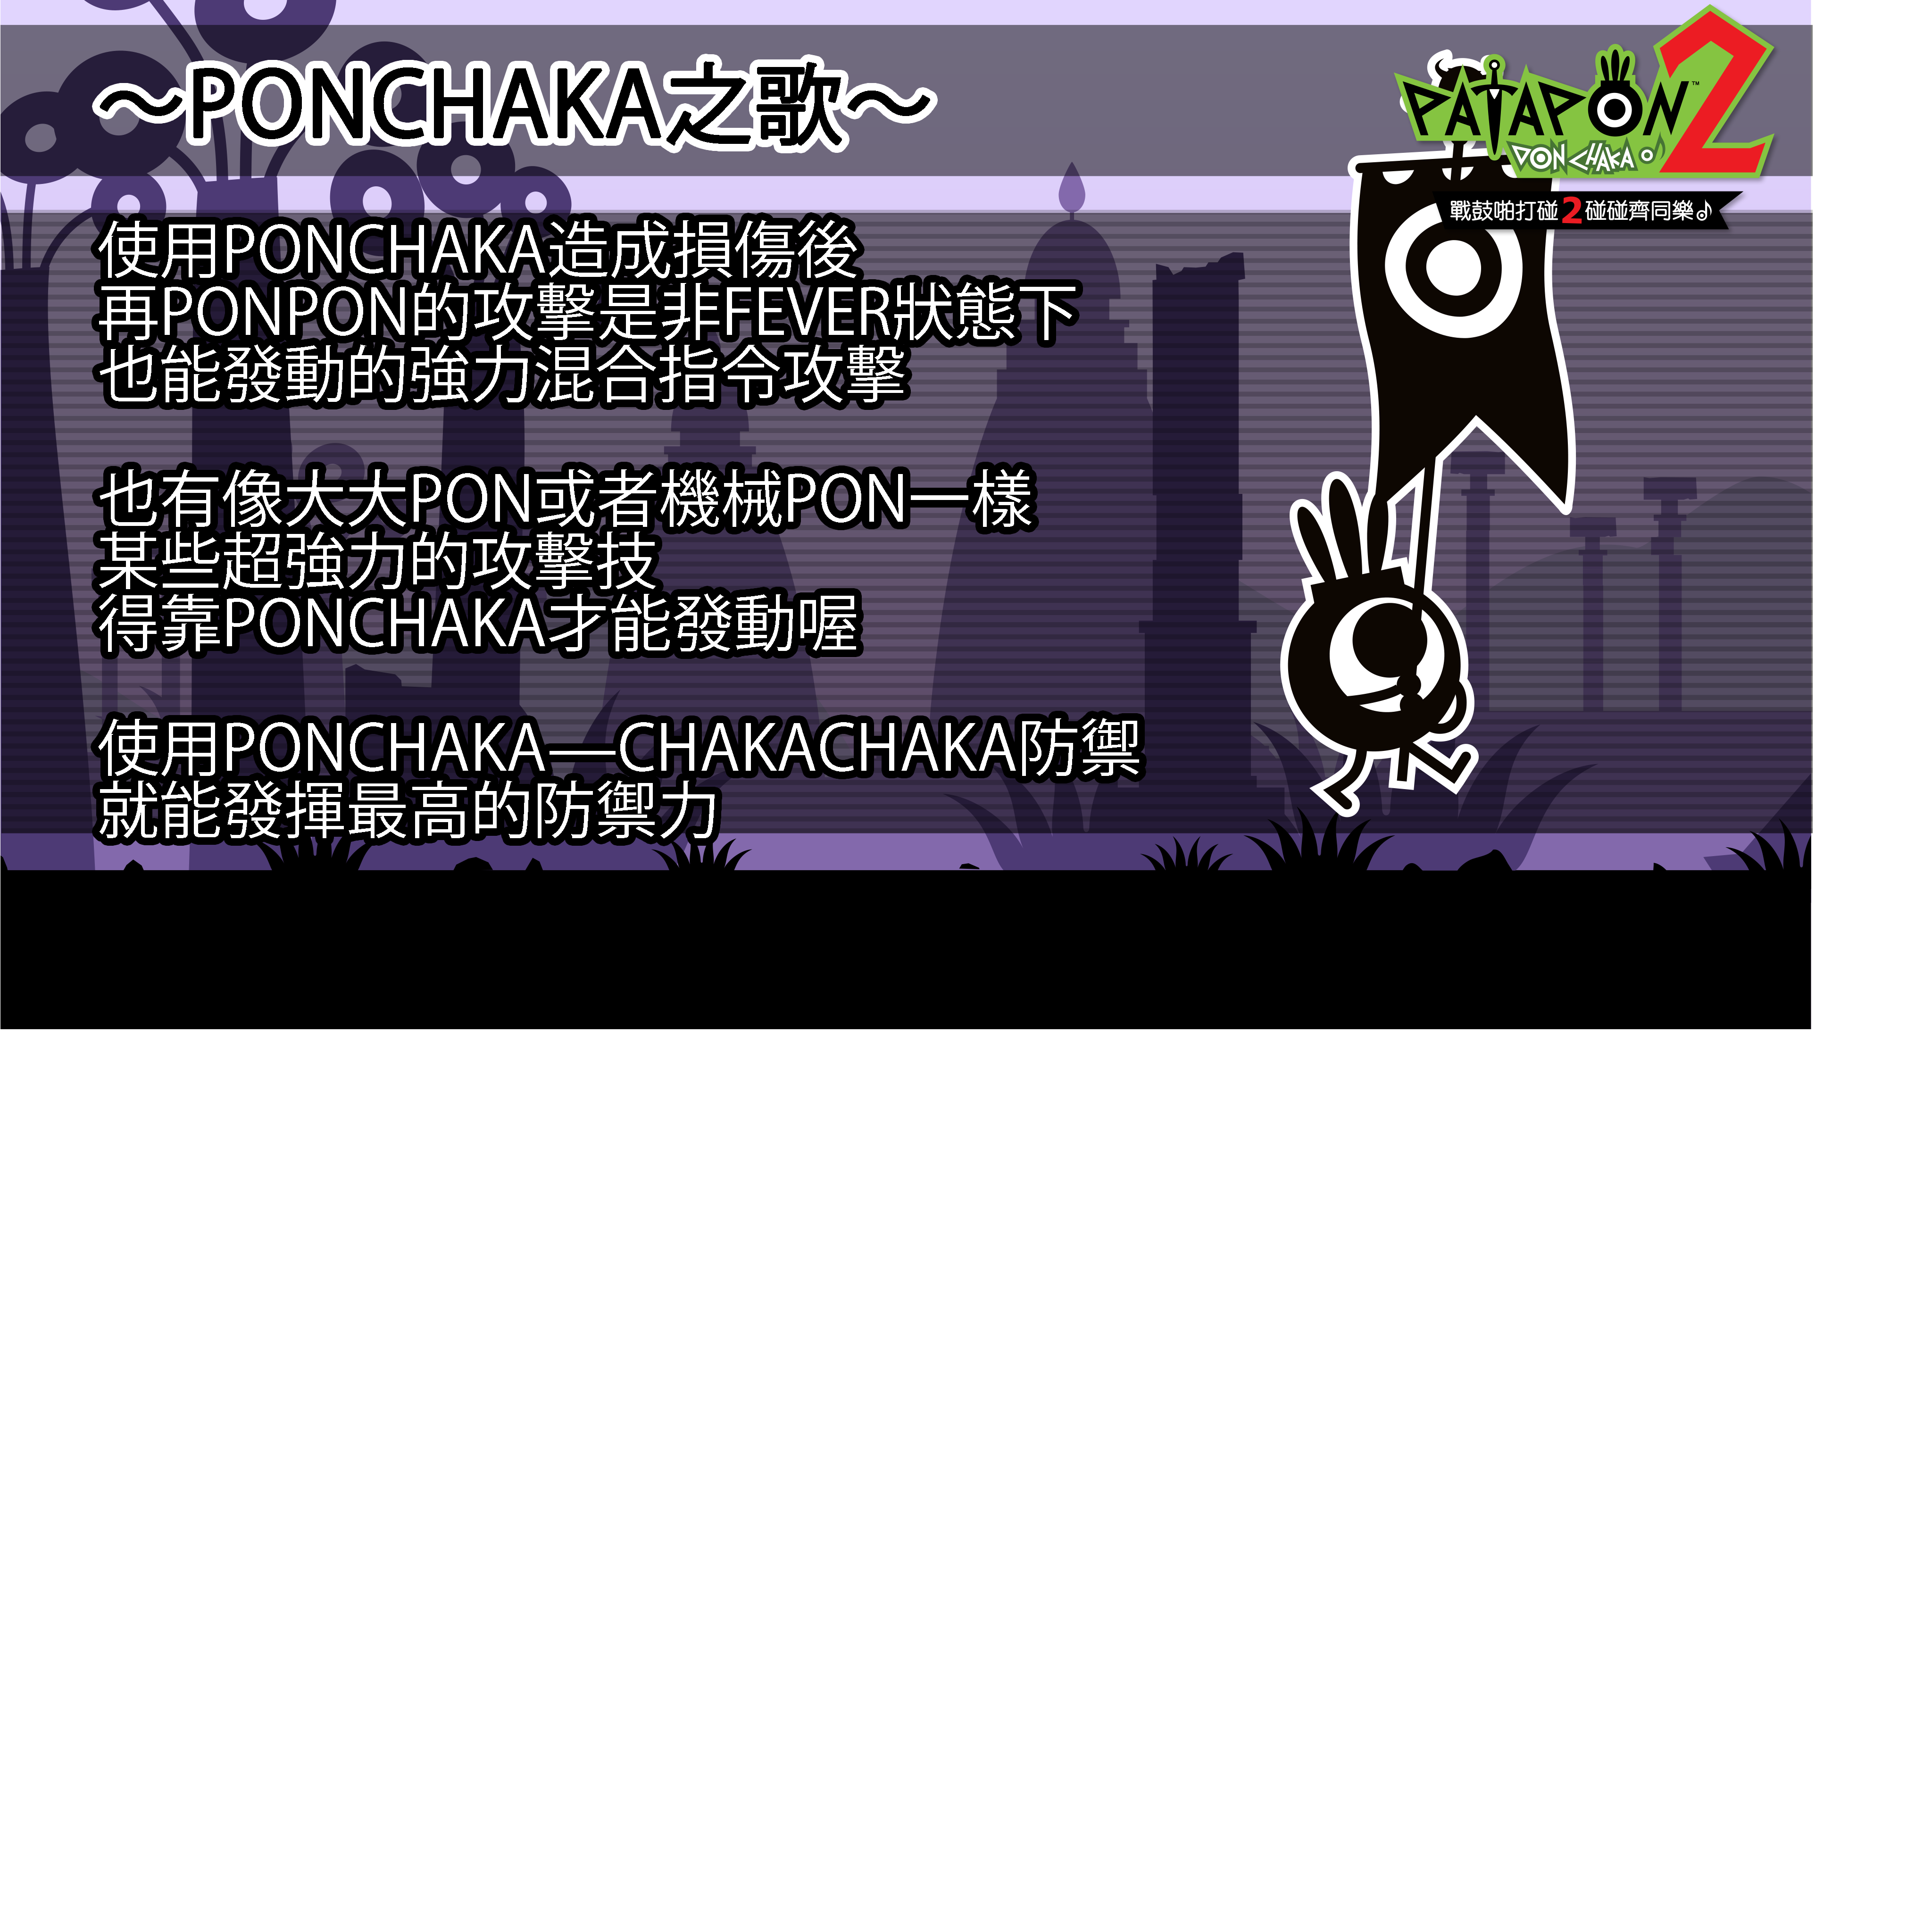 ～PONCHAKA之歌～
PATAPON™2
DON CHAKA♪
戰鼓啪打碰2碰碰齊同樂♪
使用PONCHAKA造成損傷後
再PONPON的攻擊是非FEVER狀態下
也能發動的強力混合指令攻擊
也有像大大PON或者機械PON一樣
某些超強力的攻擊技
得靠PONCHAKA才能發動喔
使用PONCHAKA—CHAKACHAKA防禦
就能發揮最高的防禦力